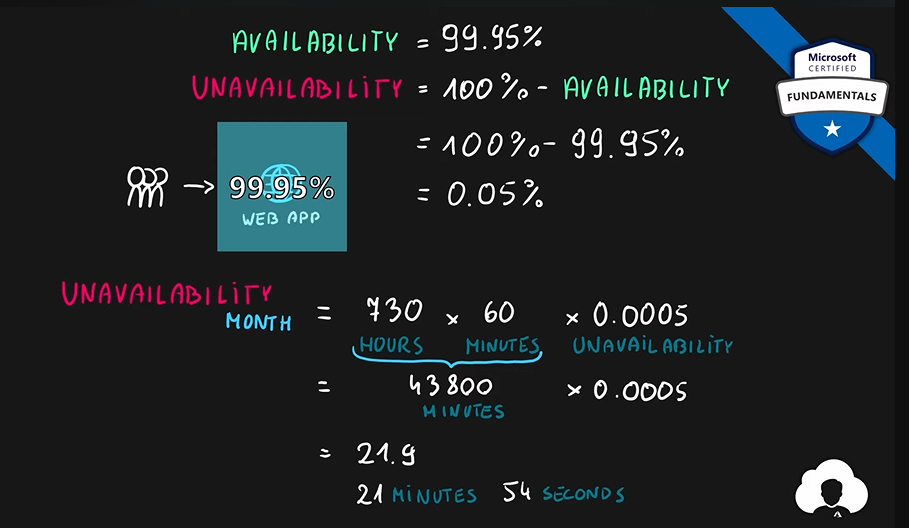 AVAILABILITY = 99.95%
UNAVAILABILITY = 100% - AVAILABILITY
= 100% - 99.95%
= 0.05%
Microsoft
CERTIFIED
FUNDAMENTALS
99.95%
WEB APP
UNAVAILABILITY
MONTH
= 730 × 60 × 0.0005
HOURS MINUTES UNAVAILABILITY
= 43800 × 0.0005
MINUTES
= 21.9
21 MINUTES 54 SECONDS